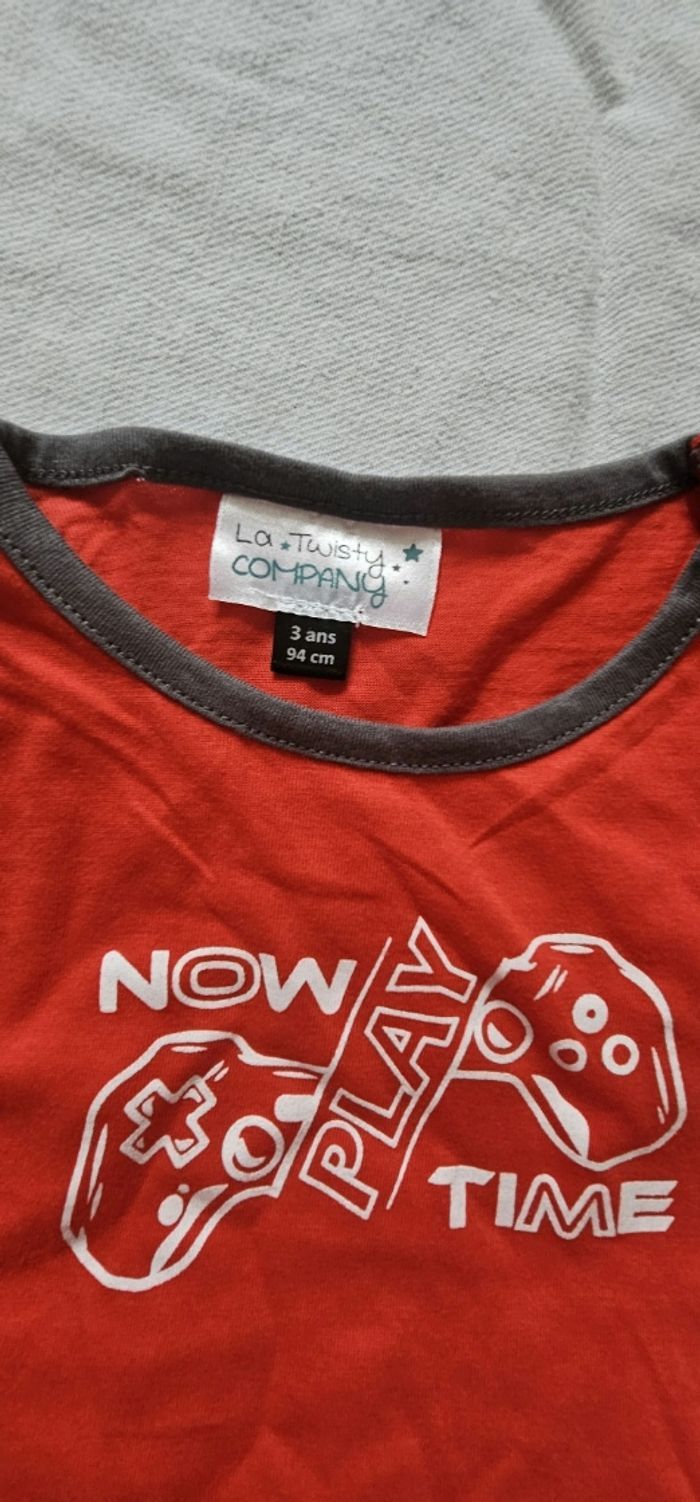 La Twisty
COMPANY
3 ans
94 cm
NOW
PLAY
TIME